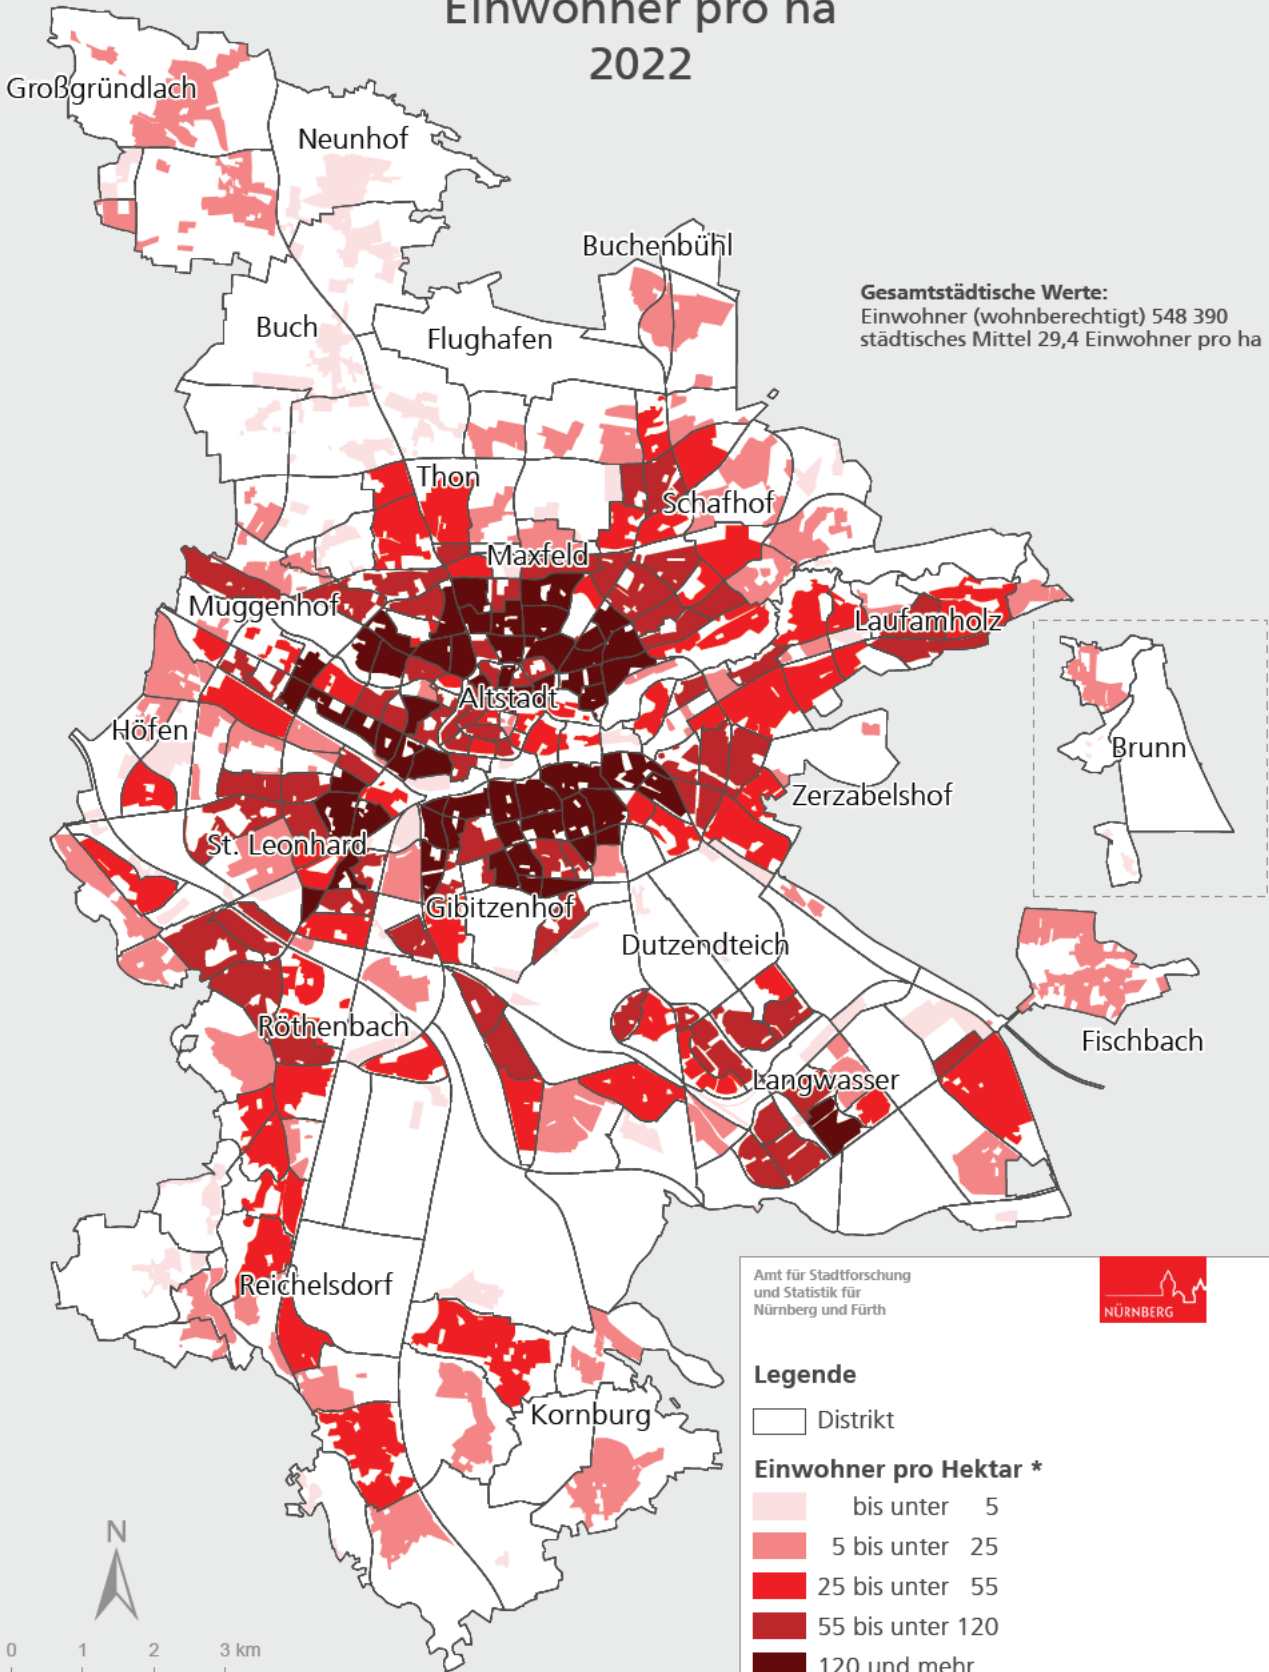 Einwohner pro ha
2022
Großgründlach
Neunhof
Buchenbühl
Gesamtstädtische Werte:
Einwohner (wohnberechtigt) 548 390
städtisches Mittel 29,4 Einwohner pro ha
Buch
Flughafen
Thon
Schafhof
Maxfeld
Muggenhof
Laufamholz
Altstadt
Höfen
Brunn
Zerzabelshof
St. Leonhard
Gibitzenhof
Dutzendteich
Röthenbach
Fischbach
Langwasser
Reichelsdorf
Kornburg
Amt für Stadtforschung
und Statistik für
Nürnberg und Fürth
NÜRNBERG
Legende
Distrikt
Einwohner pro Hektar *
bis unter 5
5 bis unter 25
25 bis unter 55
55 bis unter 120
120 und mehr
N
0 1 2 3 km